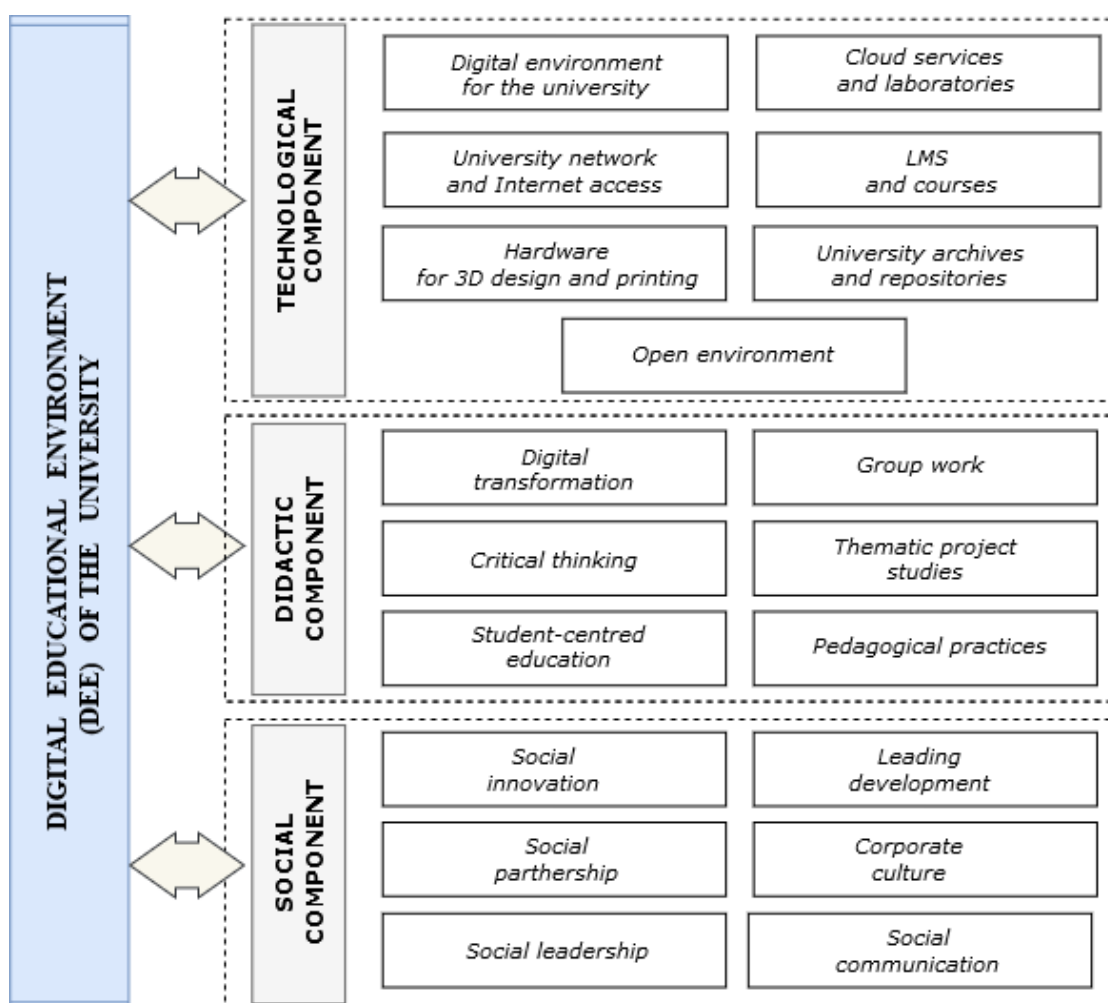 DIGITAL EDUCATIONAL ENVIRONMENT
(DEE) OF THE UNIVERSITY
TECHNOLOGICAL
COMPONENT
Digital environment
for the university
Cloud services
and laboratories
University network
and Internet access
LMS
and courses
Hardware
for 3D design and printing
University archives
and repositories
Open environment
DIDACTIC
COMPONENT
Digital
transformation
Group work
Critical thinking
Thematic project
studies
Student-centred
education
Pedagogical practices
SOCIAL
COMPONENT
Social
innovation
Leading
development
Social
parthership
Corporate
culture
Social leadership
Social
communication